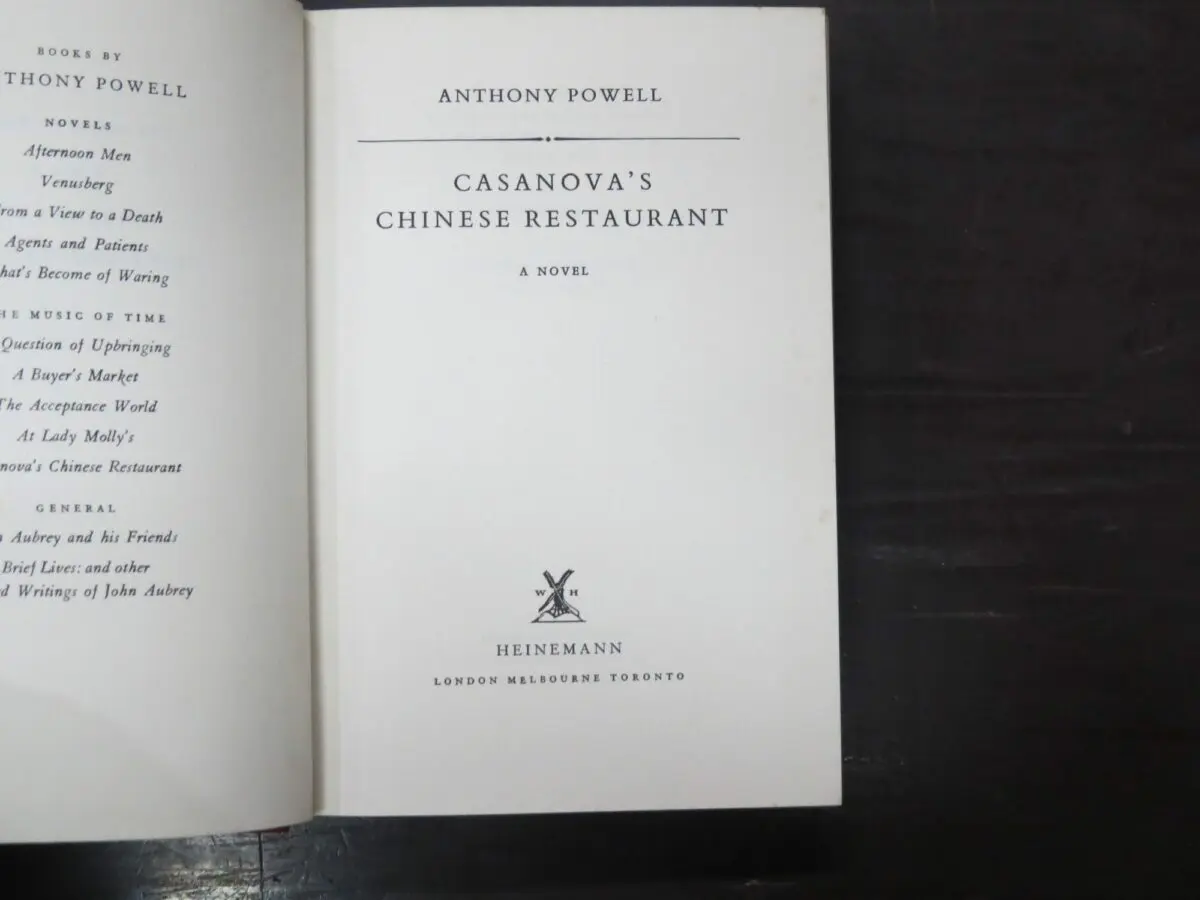 BOOKS BY
THONY POWELL
NOVELS
Afternoon Men
Venusberg
rom a View to a Death
Agents and Patients
hat's Become of Waring
HE MUSIC OF TIME
Question of Upbringing
A Buyer's Market
The Acceptance World
At Lady Molly's
nova's Chinese Restaurant
GENERAL
Aubrey and his Friends
Brief Lives: and other
d Writings of John Aubrey
ANTHONY POWELL
CASANOVA'S
CHINESE RESTAURANT
A NOVEL
W H
HEINEMANN
LONDON MELBOURNE TORONTO